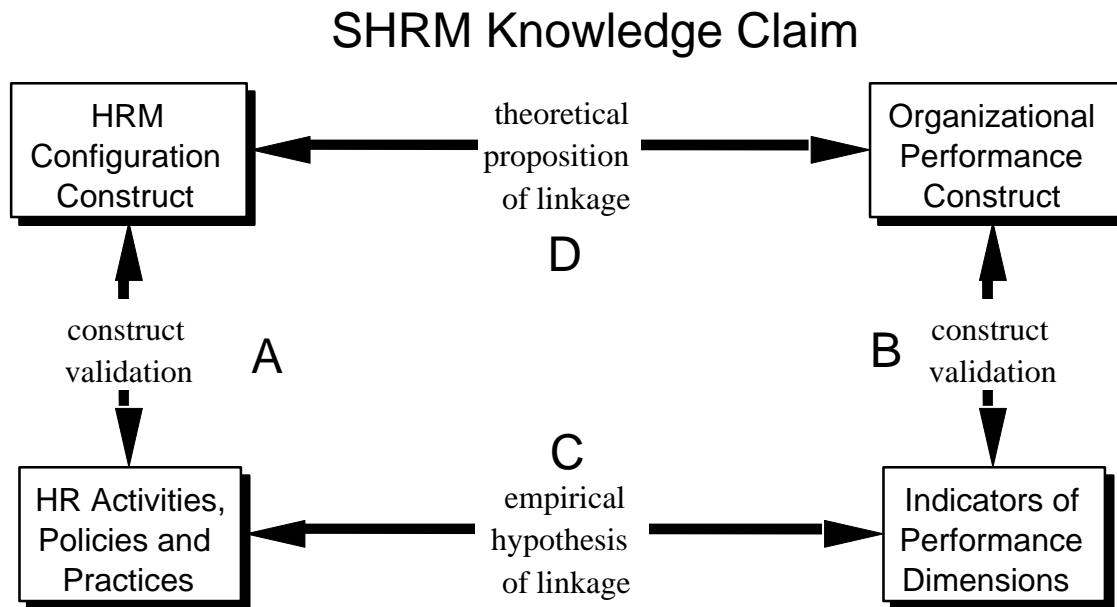 SHRM Knowledge Claim
HRM
Configuration
Construct
theoretical
proposition
of linkage
D
Organizational
Performance
Construct
construct
validation
A
B
construct
validation
HR Activities,
Policies and
Practices
C
empirical
hypothesis
of linkage
Indicators of
Performance
Dimensions